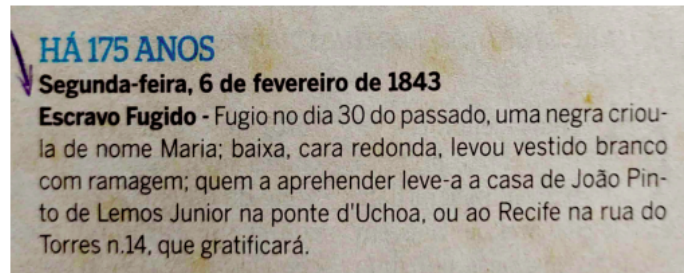 HÁ 175 ANOS
Segunda-feira, 6 de fevereiro de 1843
Escravo Fugido - Fugio no dia 30 do passado, uma negra criou-
la de nome Maria; baixa, cara redonda, levou vestido branco
com ramagem; quem a aprehender leve-a a casa de João Pin-
to de Lemos Junior na ponte d'Uchoa, ou ao Recife na rua do
Torres n.14, que gratificará.